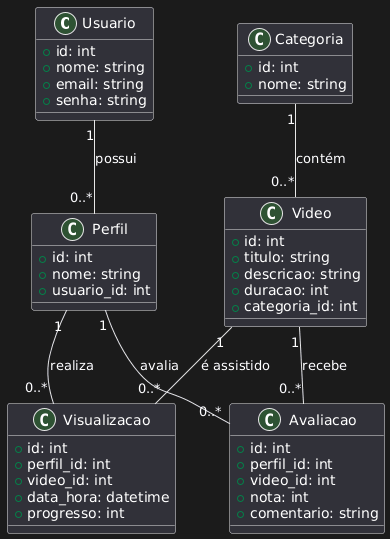 C Usuario
id: int
nome: string
email: string
senha: string
C Categoria
id: int
nome: string
1
possui
0..*
1
contém
0..*
C Perfil
id: int
nome: string
usuario_id: int
C Video
id: int
titulo: string
descricao: string
duracao: int
categoria_id: int
1
realiza
0..*
1
avalia
0..*
1
é assistido
0..*
1
recebe
0..*
C Visualizacao
id: int
perfil_id: int
video_id: int
data_hora: datetime
progresso: int
C Avaliacao
id: int
perfil_id: int
video_id: int
nota: int
comentario: string